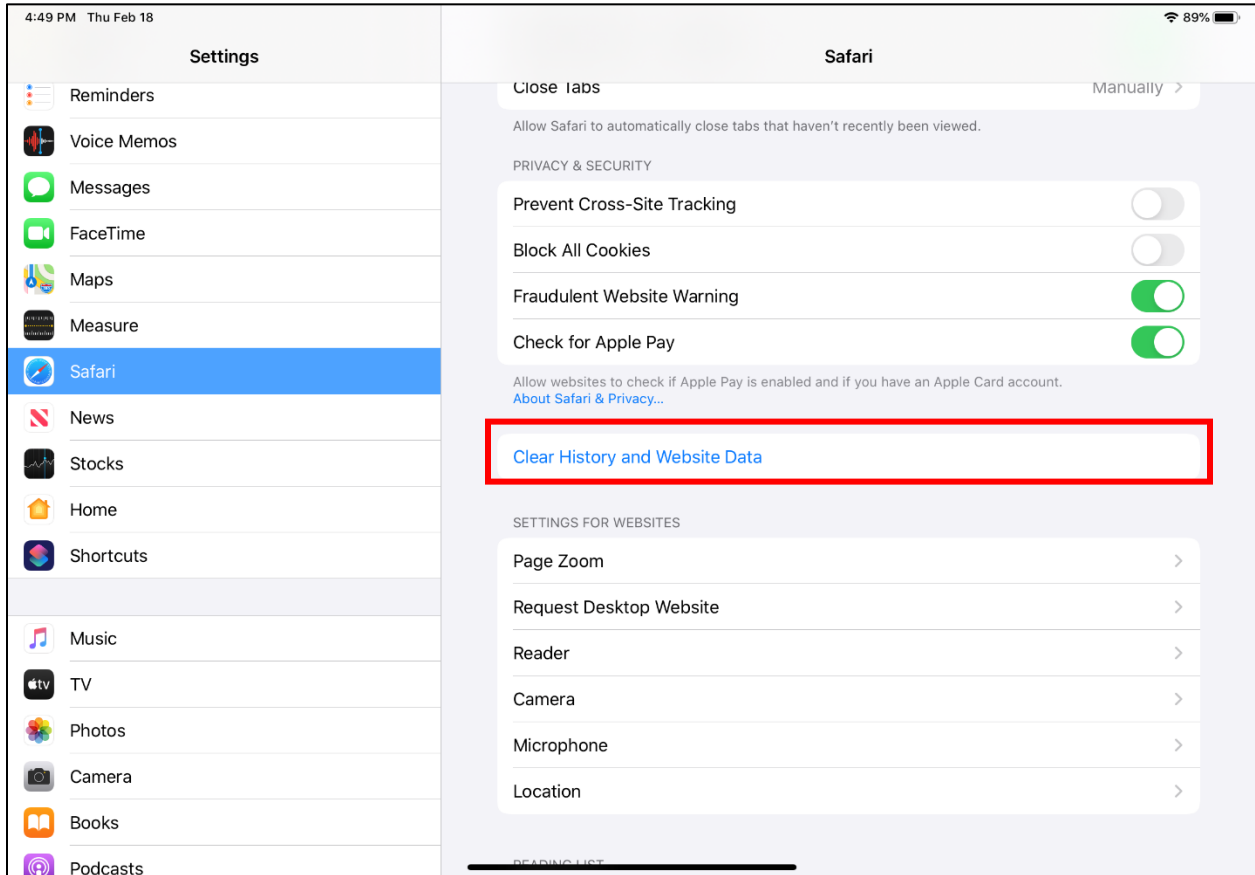 4:49 PM Thu Feb 18
89%
Settings
Reminders
Voice Memos
Messages
FaceTime
Maps
Measure
Safari
News
Stocks
Home
Shortcuts
Music
tv
TV
Photos
Camera
Books
Podcasts
Safari
Close Tabs
Manually
Allow Safari to automatically close tabs that haven't recently been viewed.
PRIVACY & SECURITY
Prevent Cross-Site Tracking
Block All Cookies
Fraudulent Website Warning
Check for Apple Pay
Allow websites to check if Apple Pay is enabled and if you have an Apple Card account.
About Safari & Privacy...
Clear History and Website Data
SETTINGS FOR WEBSITES
Page Zoom
Request Desktop Website
Reader
Camera
Microphone
Location
READING LIST